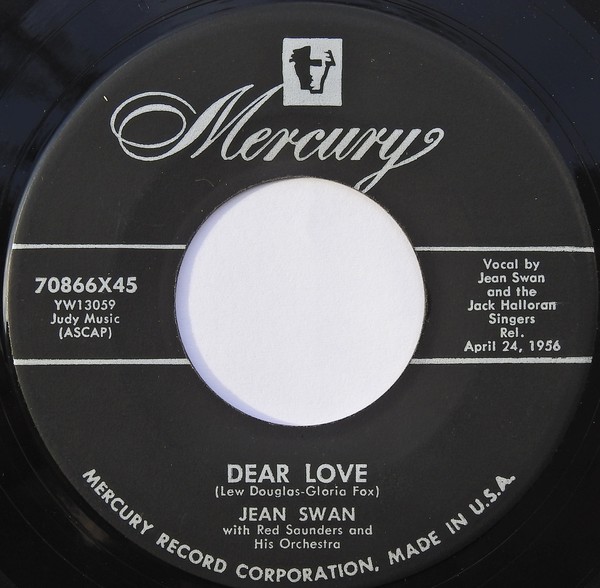 Mercury
70866X45
YW13059
Judy Music
(ASCAP)
Vocal by
Jean Swan
and the
Jack Halloran
Singers
Rel.
April 24, 1956
DEAR LOVE
(Lew Douglas-Gloria Fox)
JEAN SWAN
with Red Saunders and
His Orchestra
MERCURY RECORD CORPORATION, MADE IN U.S.A.